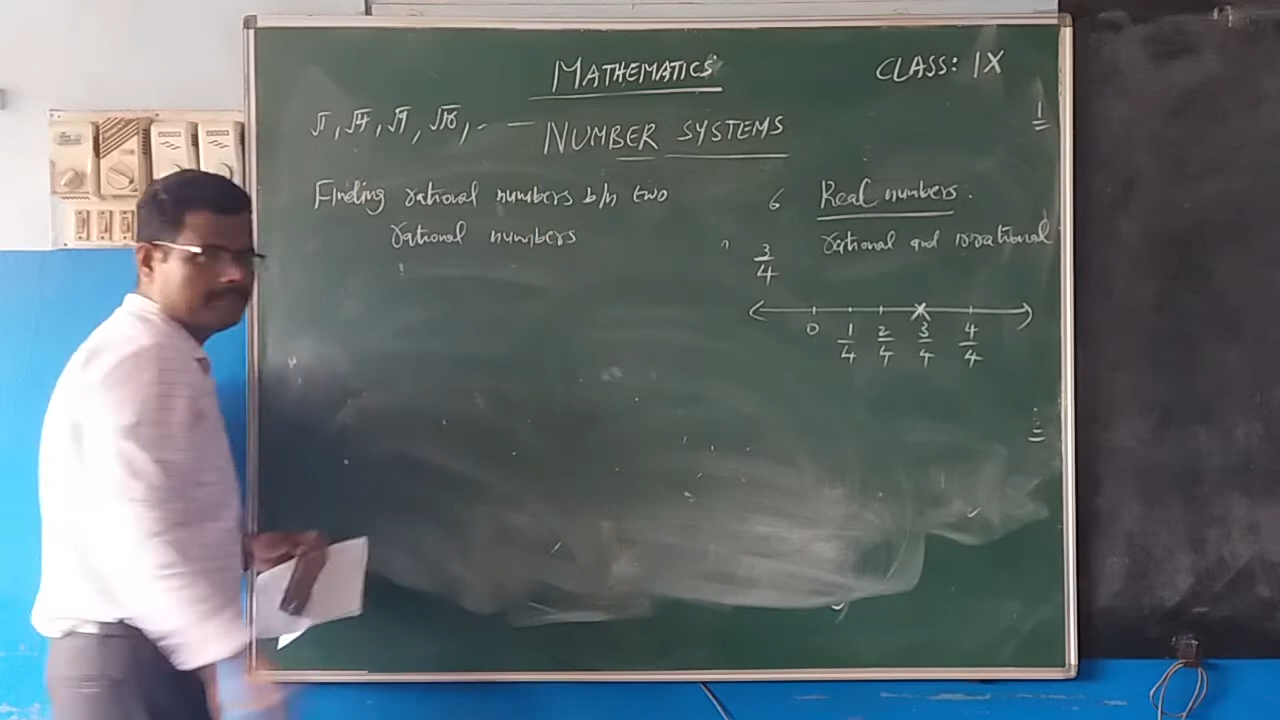 MATHEMATICS
CLASS: IX
√1, √4, √9, √16, - —
NUMBER SYSTEMS
1
Finding rational numbers b/n two
rational numbers
6
Real numbers.
rational and irrational
3/4
0 1/4 2/4 3/4 4/4